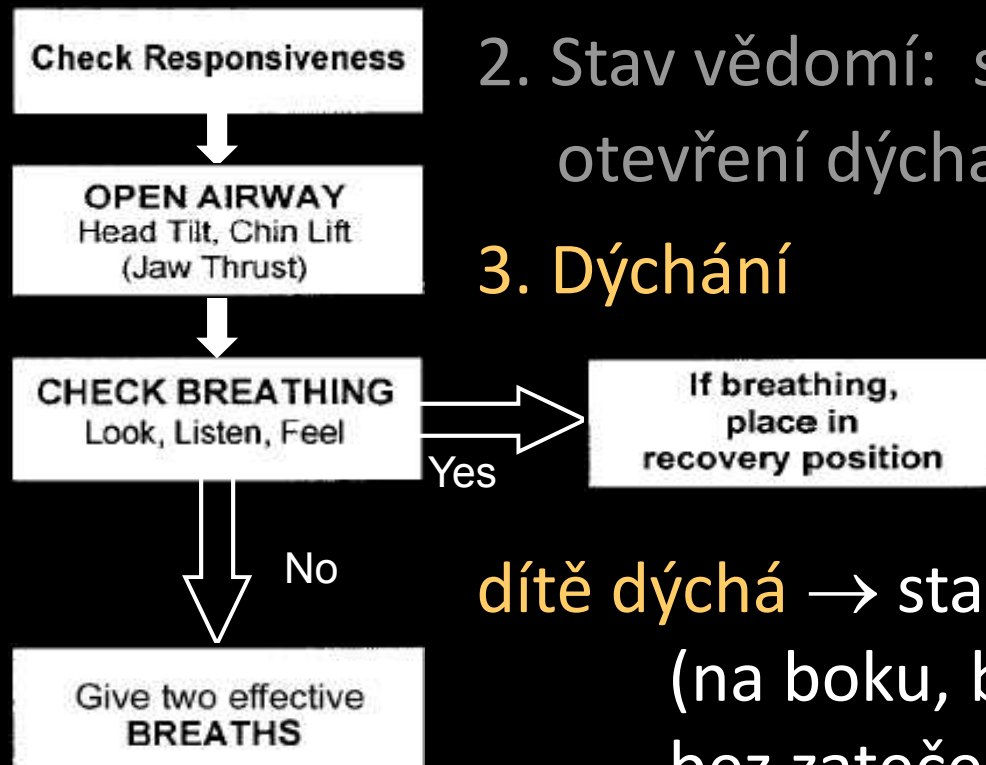 Check Responsiveness
OPEN AIRWAY
Head Tilt, Chin Lift
(Jaw Thrust)
CHECK BREATHING
Look, Listen, Feel
Yes
If breathing,
place in
recovery position
No
Give two effective
BREATHS
2. Stav vědomí: s
otevření dýcha
3. Dýchání
dítě dýchá → sta
(na boku, b
bez zatoče